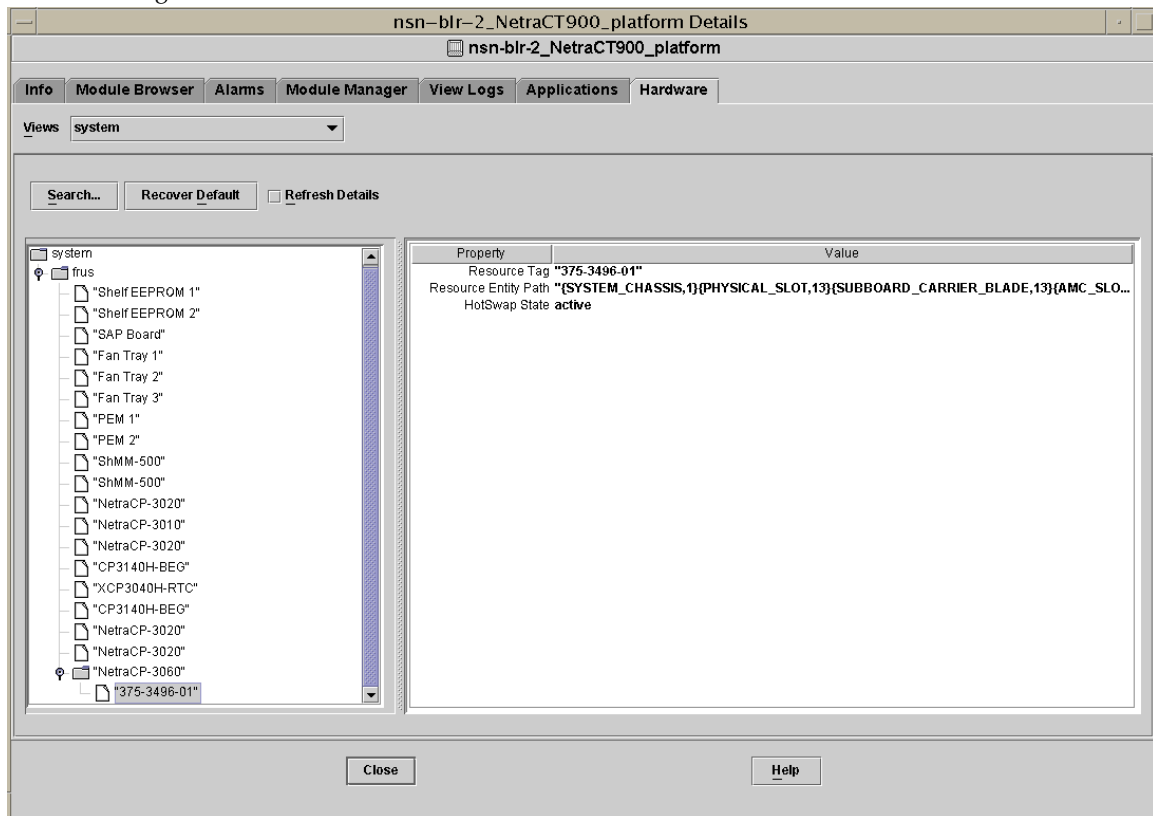 nsn-blr-2_NetraCT900_platform Details
nsn-blr-2_NetraCT900_platform
Info Module Browser Alarms Module Manager View Logs Applications Hardware
Views system
Search... Recover Default Refresh Details
system
frus
"Shelf EEPROM 1"
"Shelf EEPROM 2"
"SAP Board"
"Fan Tray 1"
"Fan Tray 2"
"Fan Tray 3"
"PEM 1"
"PEM 2"
"ShMM-500"
"ShMM-500"
"NetraCP-3020"
"NetraCP-3010"
"NetraCP-3020"
"CP3140H-BEG"
"XCP3040H-RTC"
"CP3140H-BEG"
"NetraCP-3020"
"NetraCP-3020"
"NetraCP-3060"
"375-3496-01"
Property Value
Resource Tag "375-3496-01"
Resource Entity Path "{SYSTEM_CHASSIS,1}{PHYSICAL_SLOT,13}{SUBBOARD_CARRIER_BLADE,13}{AMC_SLO...
HotSwap State active
Close Help